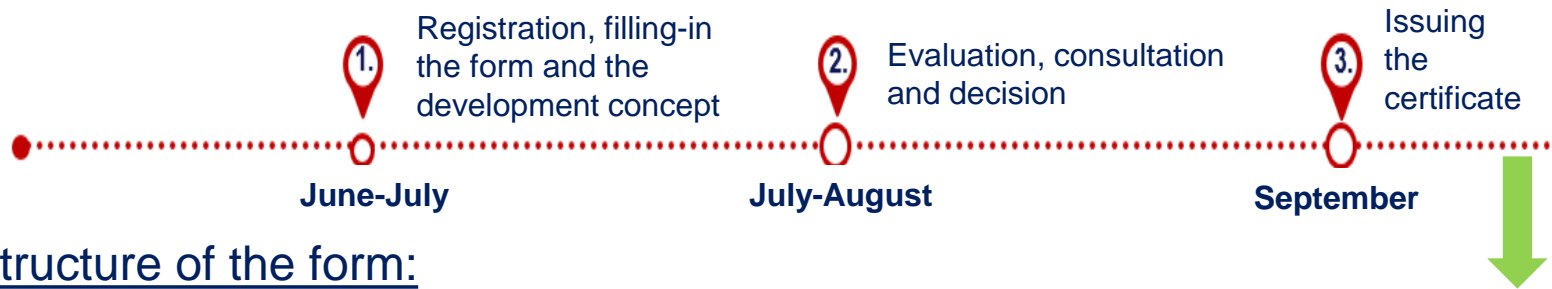 1.
Registration, filling-in
the form and the
development concept
2.
Evaluation, consultation
and decision
3.
Issuing
the
certificate
June-July
July-August
September
tructure of the form: